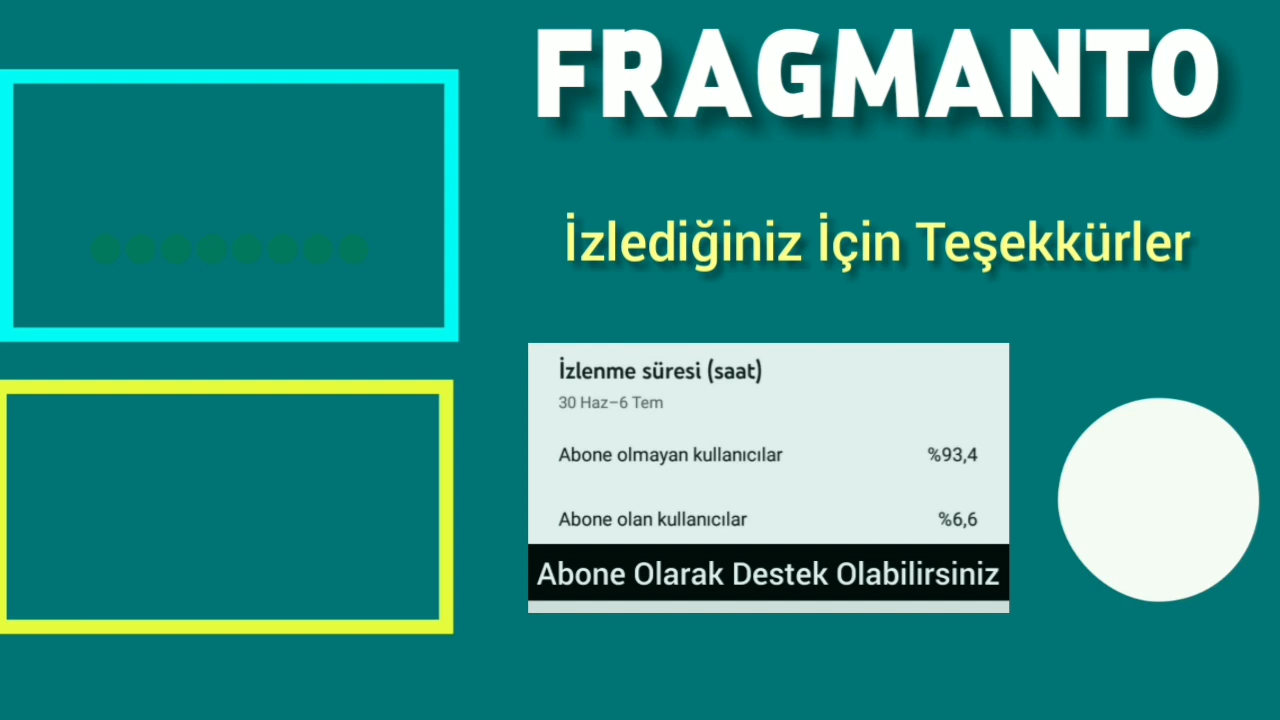 FRAGMANTO
İzlediğiniz İçin Teşekkürler
İzlenme süresi (saat)
30 Haz–6 Tem
Abone olmayan kullanıcılar %93,4
Abone olan kullanıcılar %6,6
Abone Olarak Destek Olabilirsiniz